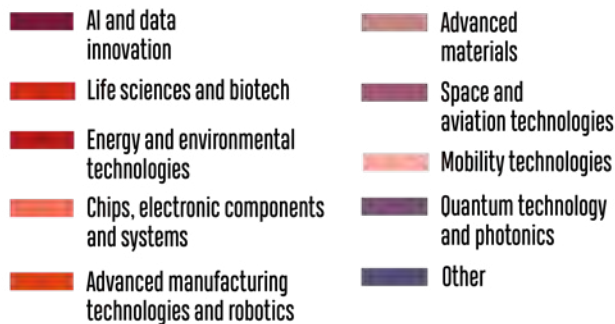 AI and data
innovation
Life sciences and biotech
Energy and environmental
technologies
Chips, electronic components
and systems
Advanced manufacturing
technologies and robotics
Advanced
materials
Space and
aviation technologies
Mobility technologies
Quantum technology
and photonics
Other